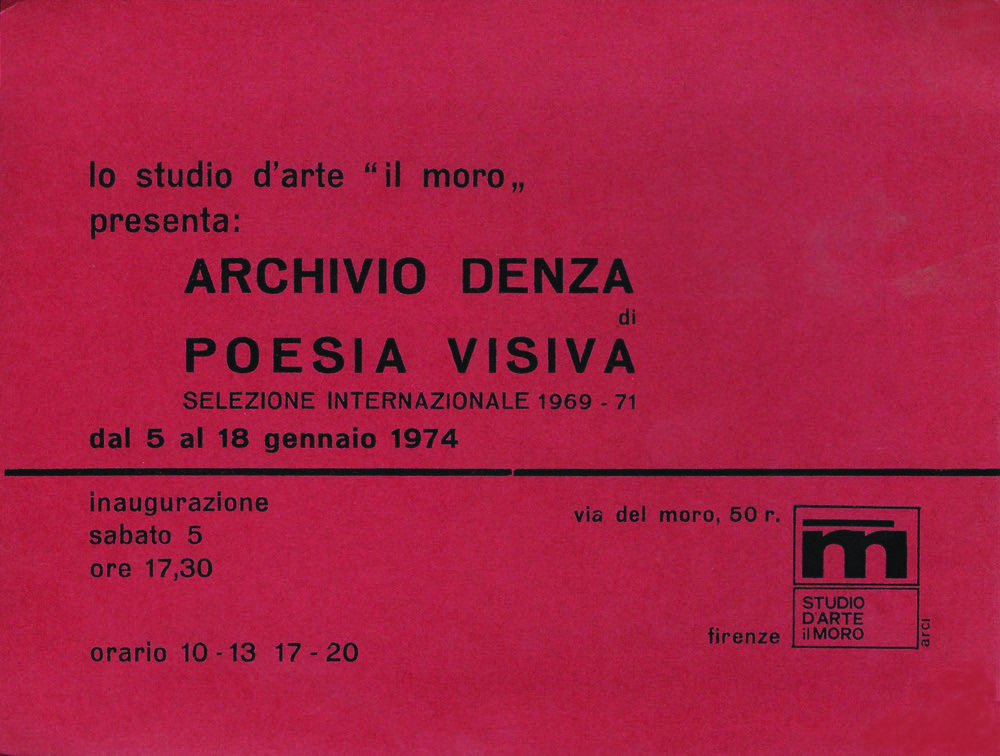 lo studio d'arte “il moro„
presenta:
ARCHIVIO DENZA
di
POESIA VISIVA
SELEZIONE INTERNAZIONALE 1969 - 71
dal 5 al 18 gennaio 1974
inaugurazione
sabato 5
ore 17,30
orario 10 - 13 17 - 20
via del moro, 50 r.
firenze
m
STUDIO
D'ARTE
il MORO
arci